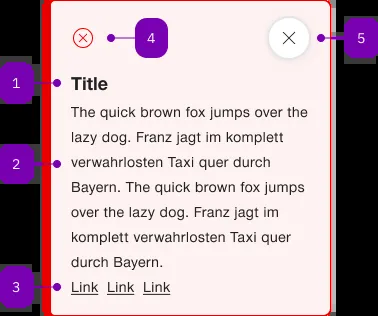 4
5
1 Title
The quick brown fox jumps over the
lazy dog. Franz jagt im komplett
2 verwahrlosten Taxi quer durch
Bayern. The quick brown fox jumps
over the lazy dog. Franz jagt im
komplett verwahrlosten Taxi quer
durch Bayern.
3 Link Link Link